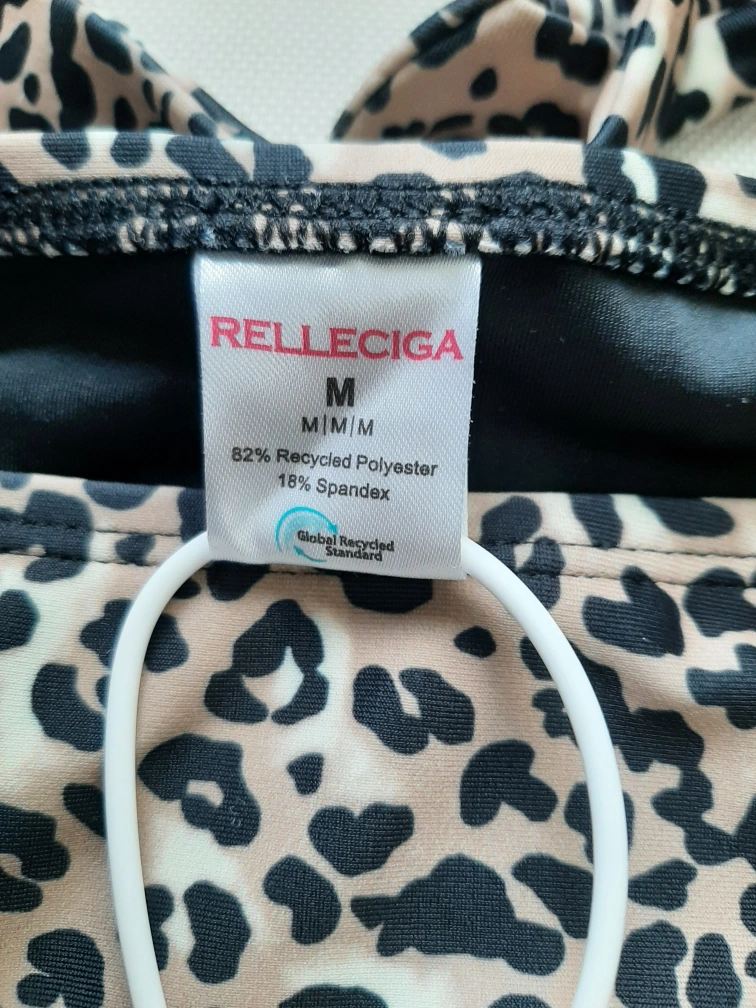 RELLECIGA
M
M|M|M
82% Recycled Polyester
18% Spandex
Global Recycled
Standard